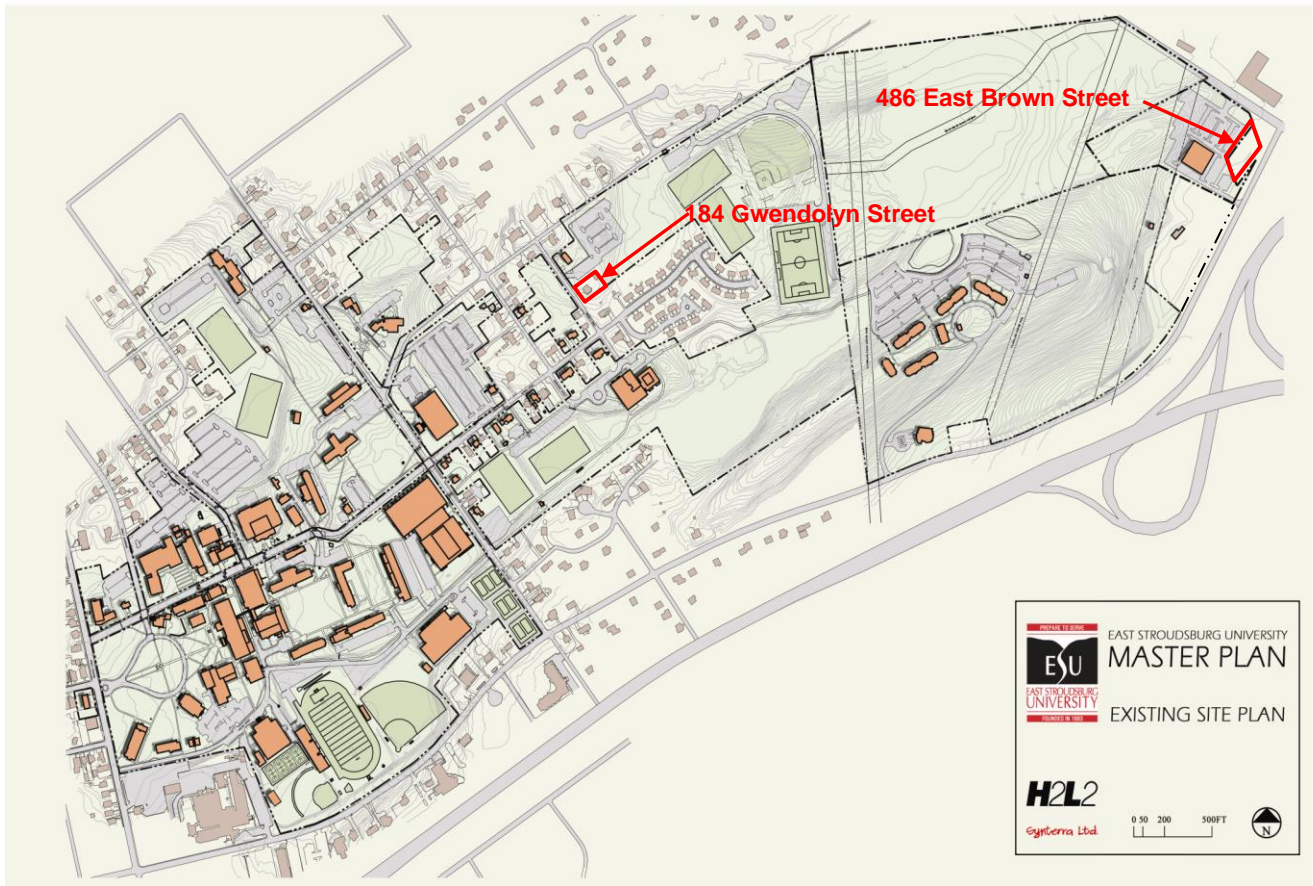 486 East Brown Street
184 Gwendolyn Street
PREPARE TO SERVE
ESU
EAST STROUDSBURG
UNIVERSITY
FOUNDED IN 1893
EAST STROUDSBURG UNIVERSITY
MASTER PLAN
EXISTING SITE PLAN
H2L2
Synterra Ltd.
0 50 200 500FT
N